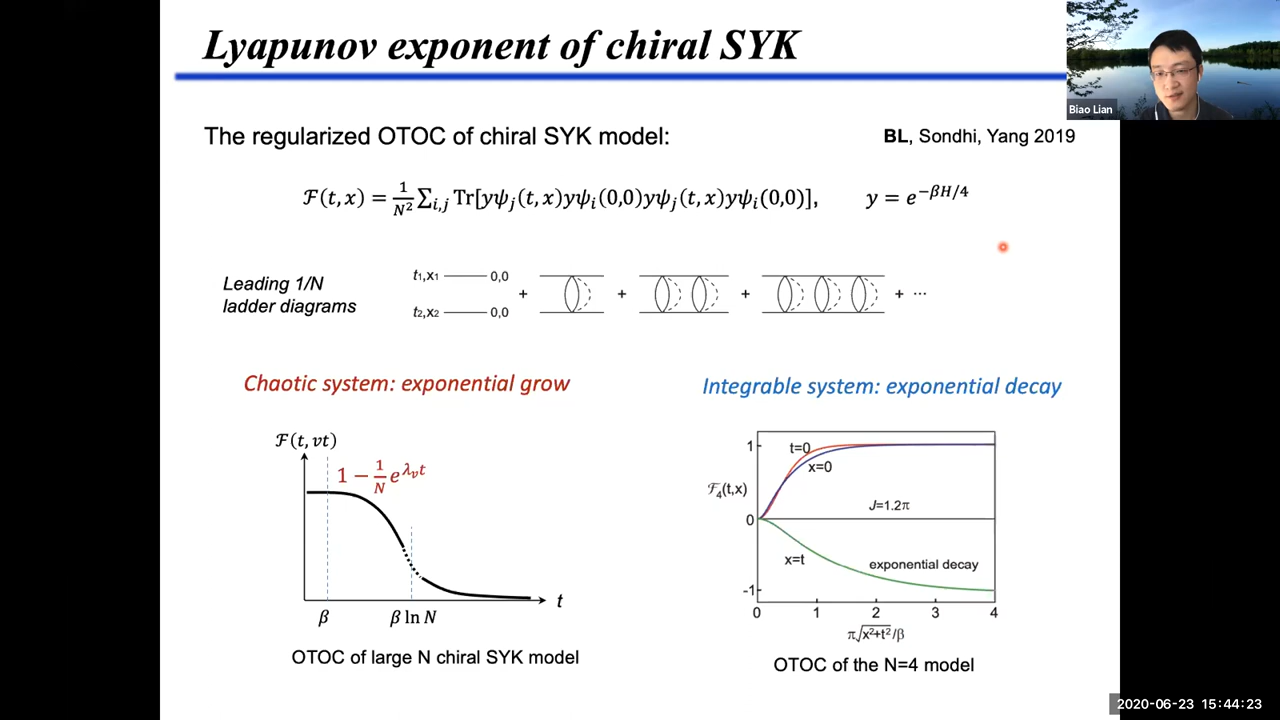 Lyapunov exponent of chiral SYK
Biao Lian
The regularized OTOC of chiral SYK model:
BL, Sondhi, Yang 2019
ℱ(t, x) = 1/N² ∑i,j Tr[yψj(t, x)yψi(0,0)yψj(t, x)yψi(0,0)], y = e^(−βH/4)
Leading 1/N
ladder diagrams
t1,x1 0,0
t2,x2 0,0
+ + + + ···
Chaotic system: exponential grow
Integrable system: exponential decay
ℱ(t, vt)
1 − 1/N e^(λv t)
t
β
β ln N
OTOC of large N chiral SYK model
1
t=0
x=0
ℱ4(t,x)
J=1.2π
0
x=t
exponential decay
-1
0 1 2 3 4
π√(x²+t²)/β
OTOC of the N=4 model
2020-06-23 15:44:23